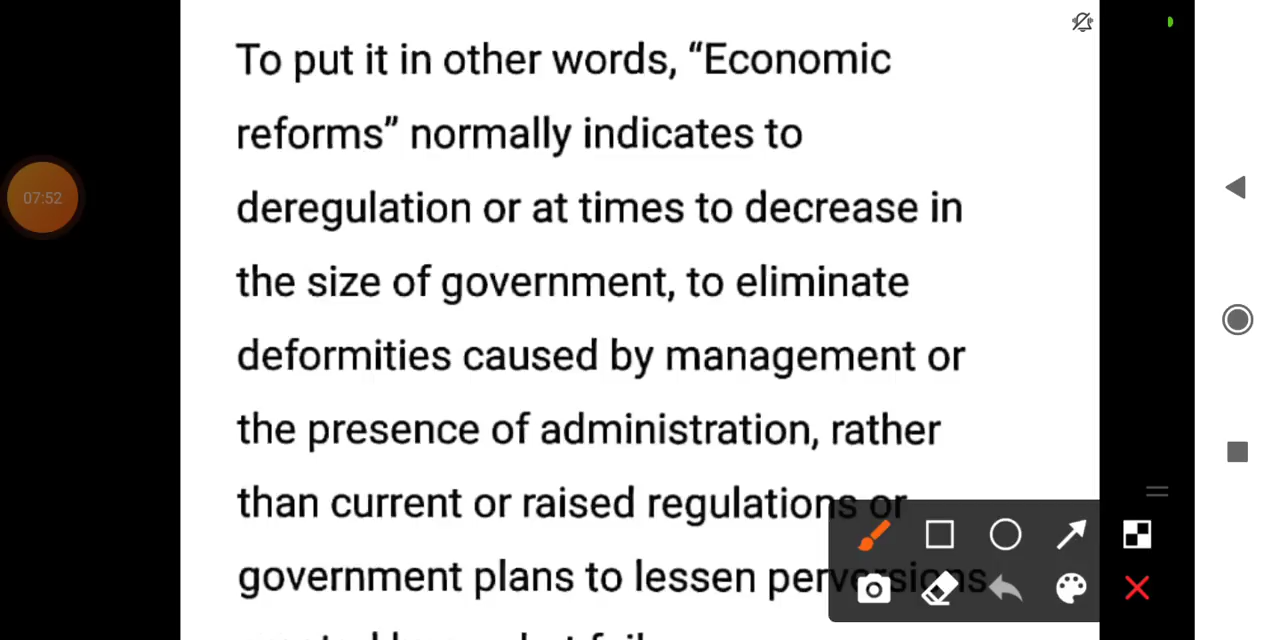 To put it in other words, “Economic
reforms” normally indicates to
deregulation or at times to decrease in
the size of government, to eliminate
deformities caused by management or
the presence of administration, rather
than current or raised regulations or
government plans to lessen perversions
07:52